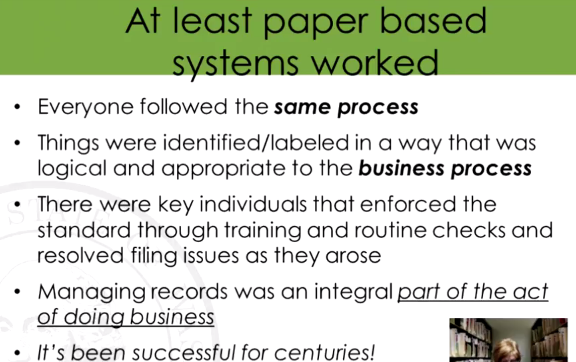 At least paper based
systems worked
• Everyone followed the same process
• Things were identified/labeled in a way that was
logical and appropriate to the business process
• There were key individuals that enforced the
standard through training and routine checks and
resolved filing issues as they arose
• Managing records was an integral part of the act
of doing business
• It's been successful for centuries!